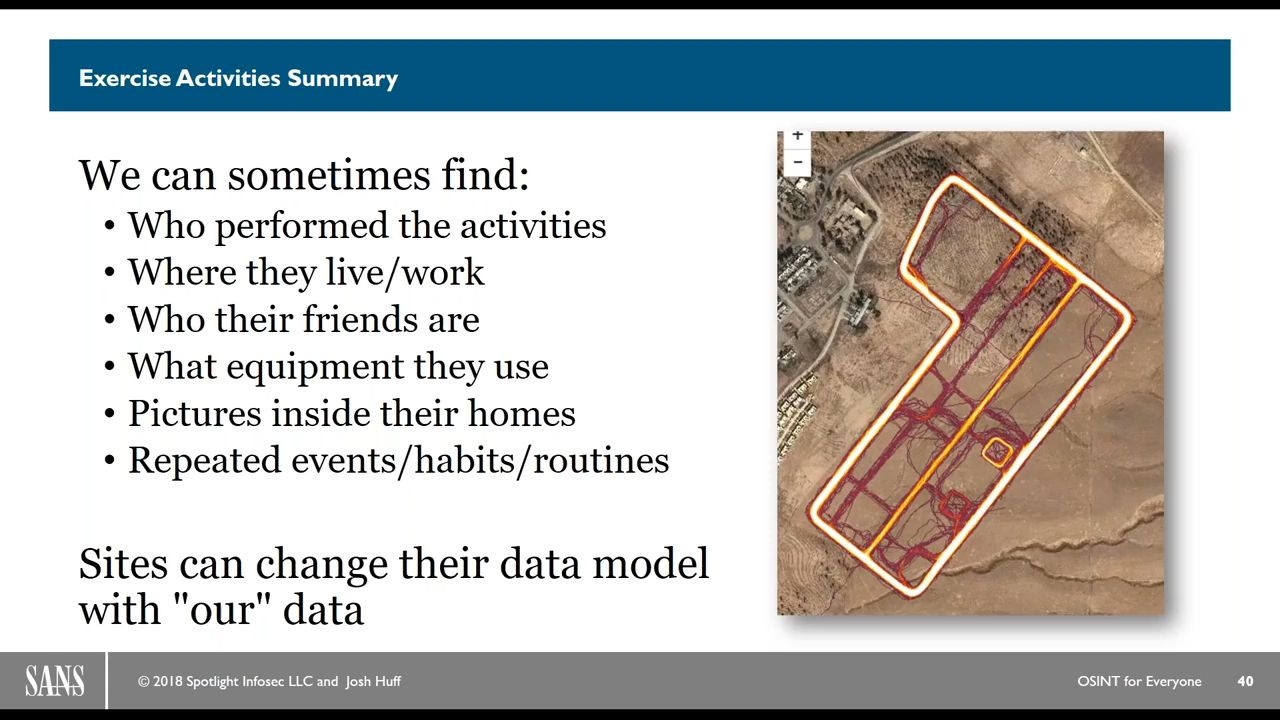 Exercise Activities Summary
We can sometimes find:
• Who performed the activities
• Where they live/work
• Who their friends are
• What equipment they use
• Pictures inside their homes
• Repeated events/habits/routines
Sites can change their data model
with "our" data
+
-
SANS
© 2018 Spotlight Infosec LLC and Josh Huff
OSINT for Everyone
40